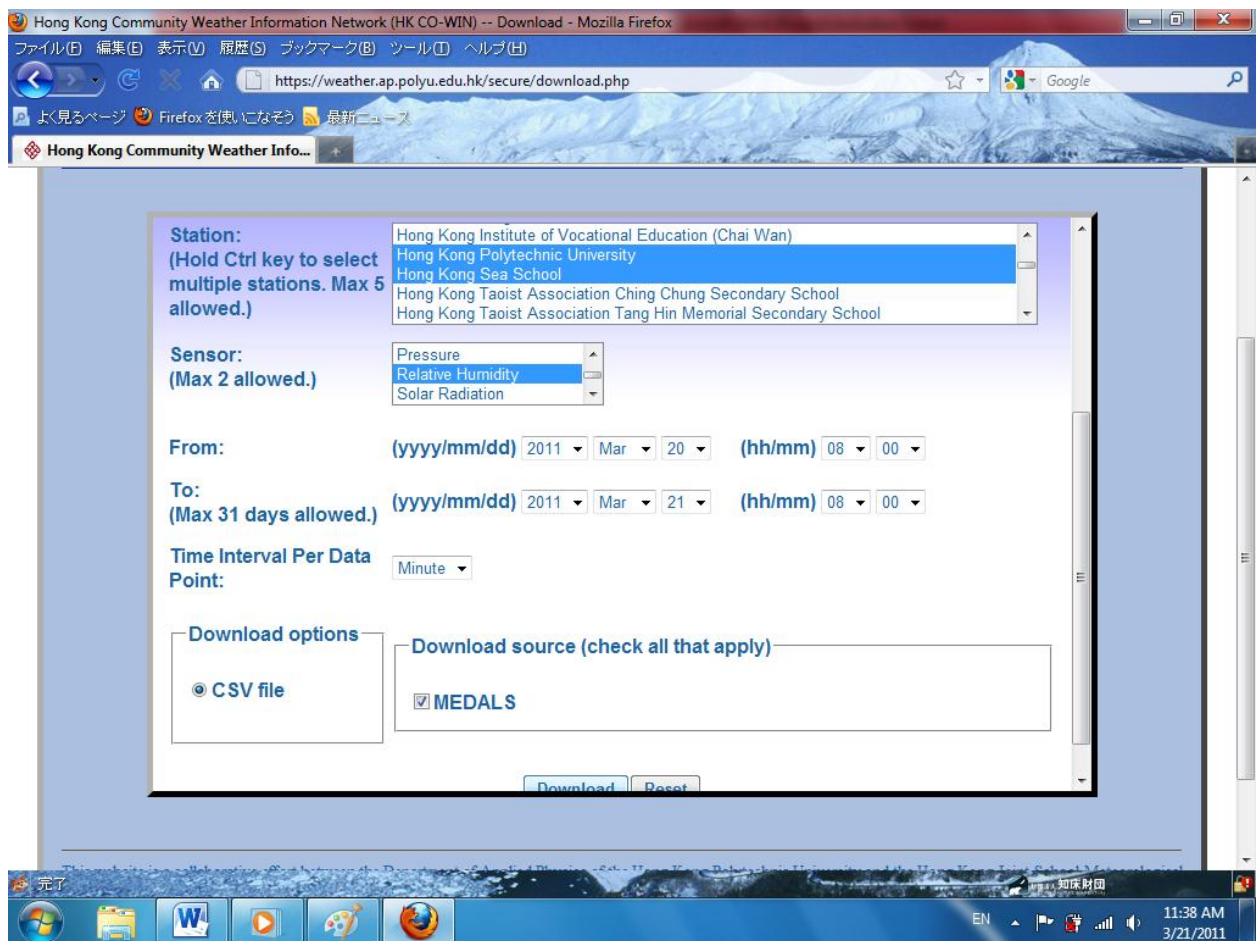 Hong Kong Community Weather Information Network (HK CO-WIN) -- Download - Mozilla Firefox
ファイル(F) 編集(E) 表示(V) 履歴(S) ブックマーク(B) ツール(T) ヘルプ(H)
https://weather.ap.polyu.edu.hk/secure/download.php
Google
よく見るページ Firefox を使いこなそう 最新ニュース
Hong Kong Community Weather Info...
Station:
(Hold Ctrl key to select
multiple stations. Max 5
allowed.)
Hong Kong Institute of Vocational Education (Chai Wan)
Hong Kong Polytechnic University
Hong Kong Sea School
Hong Kong Taoist Association Ching Chung Secondary School
Hong Kong Taoist Association Tang Hin Memorial Secondary School
Sensor:
(Max 2 allowed.)
Pressure
Relative Humidity
Solar Radiation
From:
(yyyy/mm/dd) 2011 Mar 20 (hh/mm) 08 00
To:
(Max 31 days allowed.)
(yyyy/mm/dd) 2011 Mar 21 (hh/mm) 08 00
Time Interval Per Data
Point:
Minute
Download options
CSV file
Download source (check all that apply)
MEDALS
Download Reset
完了
知床財団
EN
11:38 AM
3/21/2011